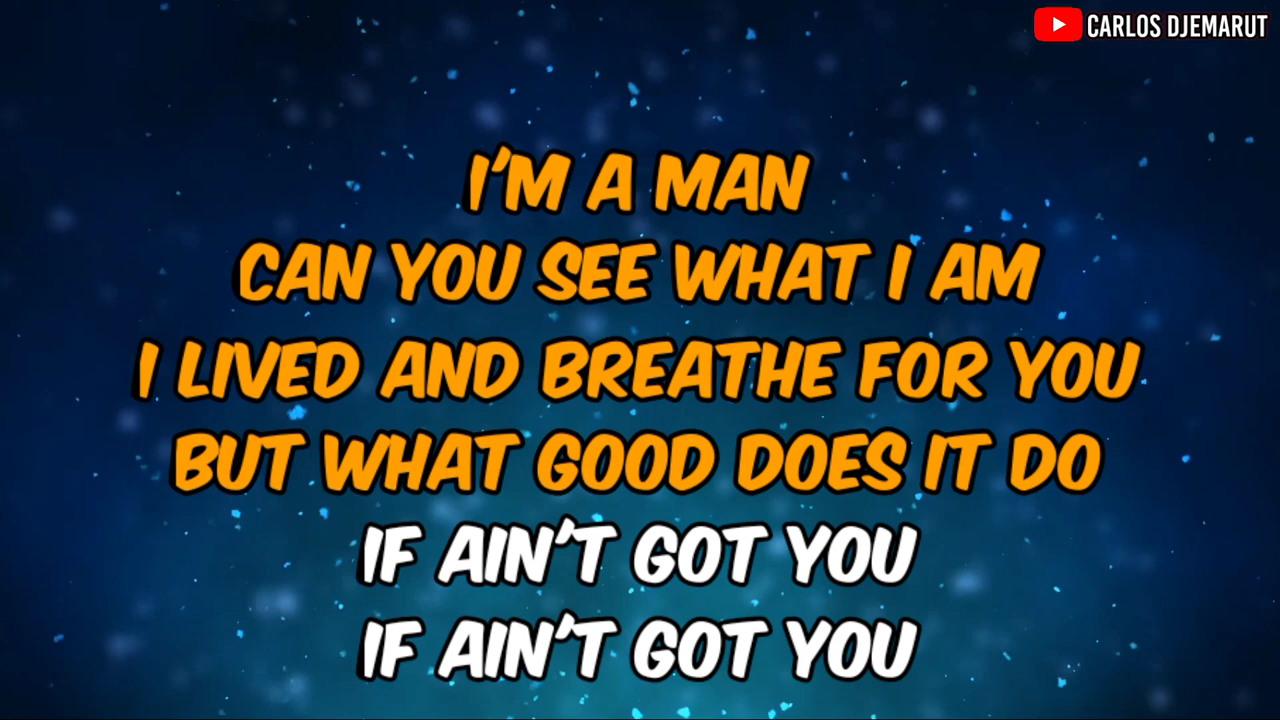 CARLOS DJEMARUT
I'M A MAN
CAN YOU SEE WHAT I AM
I LIVED AND BREATHE FOR YOU
BUT WHAT GOOD DOES IT DO
IF AIN'T GOT YOU
IF AIN'T GOT YOU